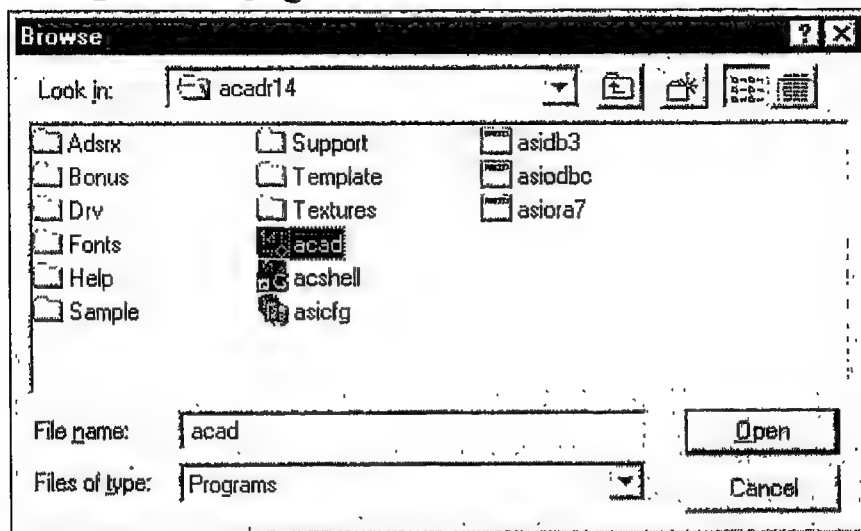 Browse
Look in: acadr14
Adsrx Support asidb3
Bonus Template asiodbc
Drv Textures asiora7
Fonts acad
Help acshell
Sample asicfg
File name: acad Open
Files of type: Programs Cancel